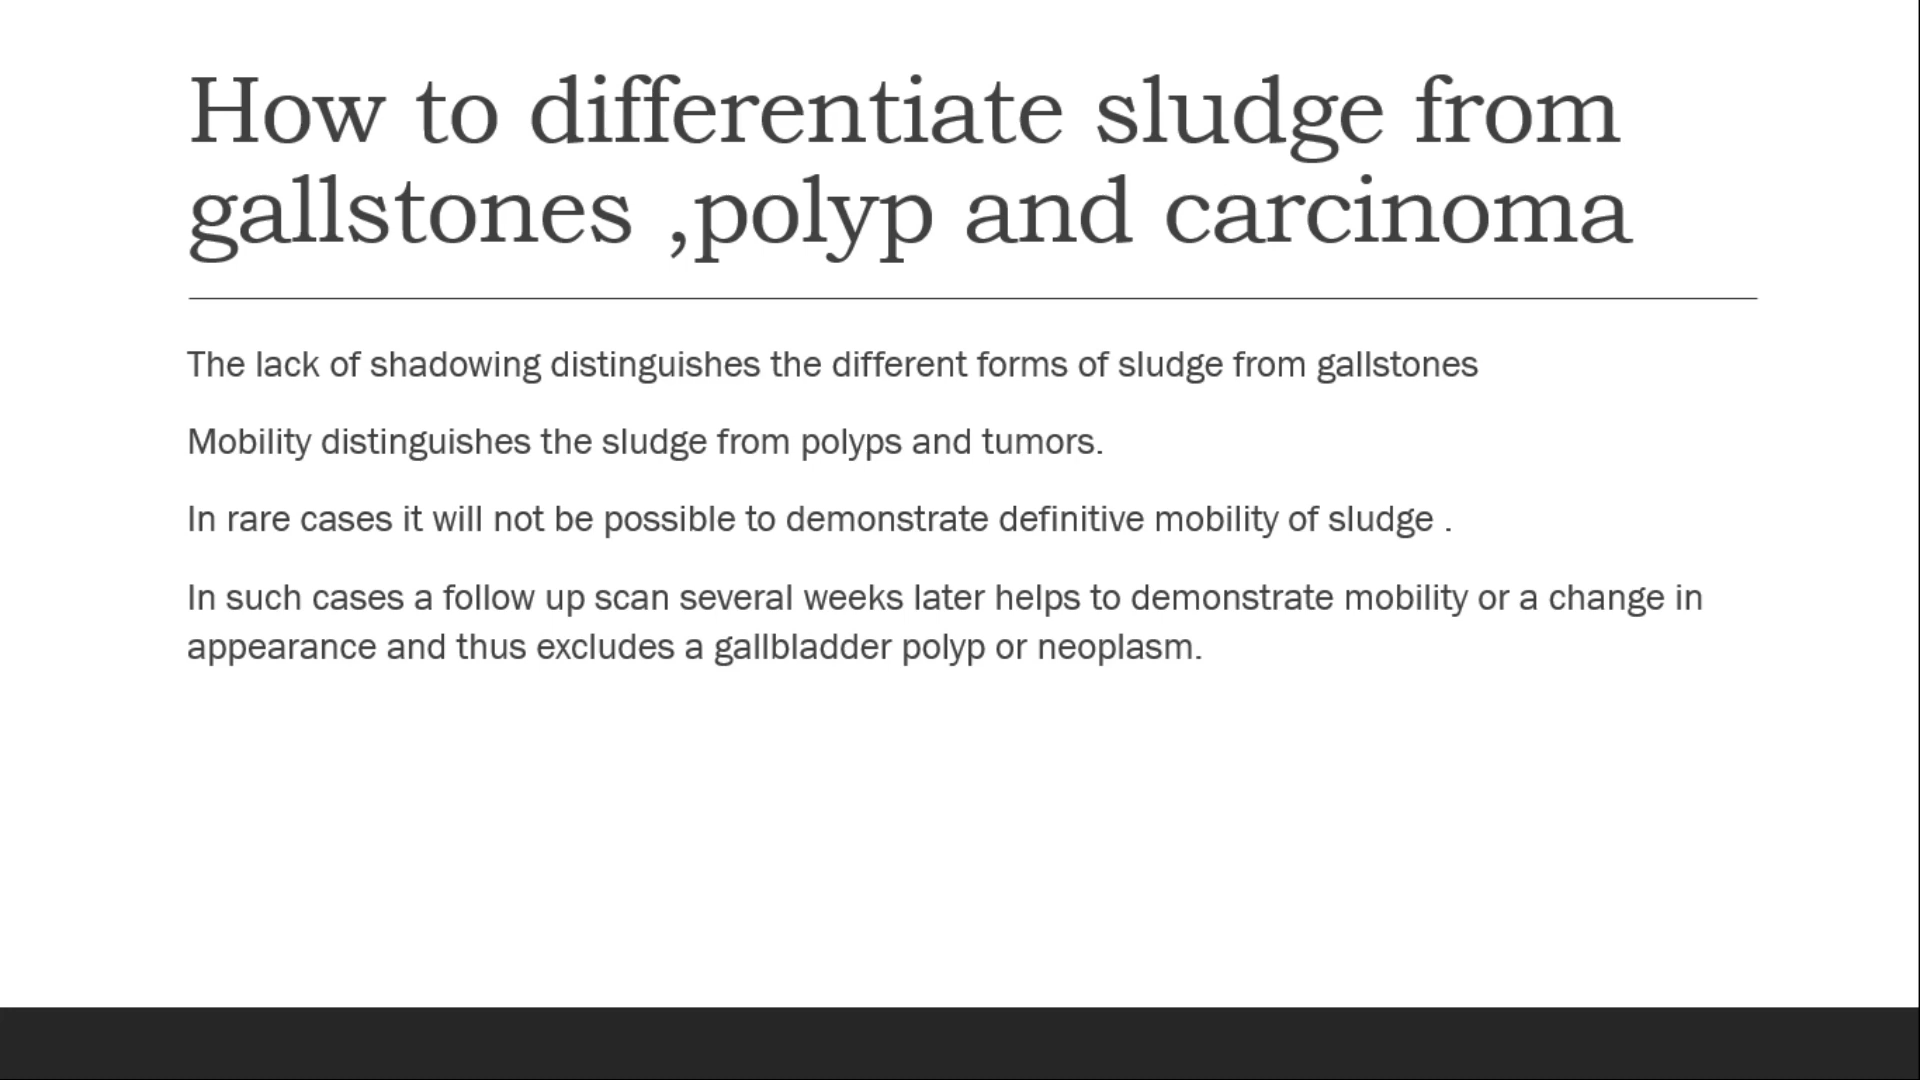 How to differentiate sludge from
gallstones ,polyp and carcinoma
The lack of shadowing distinguishes the different forms of sludge from gallstones
Mobility distinguishes the sludge from polyps and tumors.
In rare cases it will not be possible to demonstrate definitive mobility of sludge .
In such cases a follow up scan several weeks later helps to demonstrate mobility or a change in
appearance and thus excludes a gallbladder polyp or neoplasm.